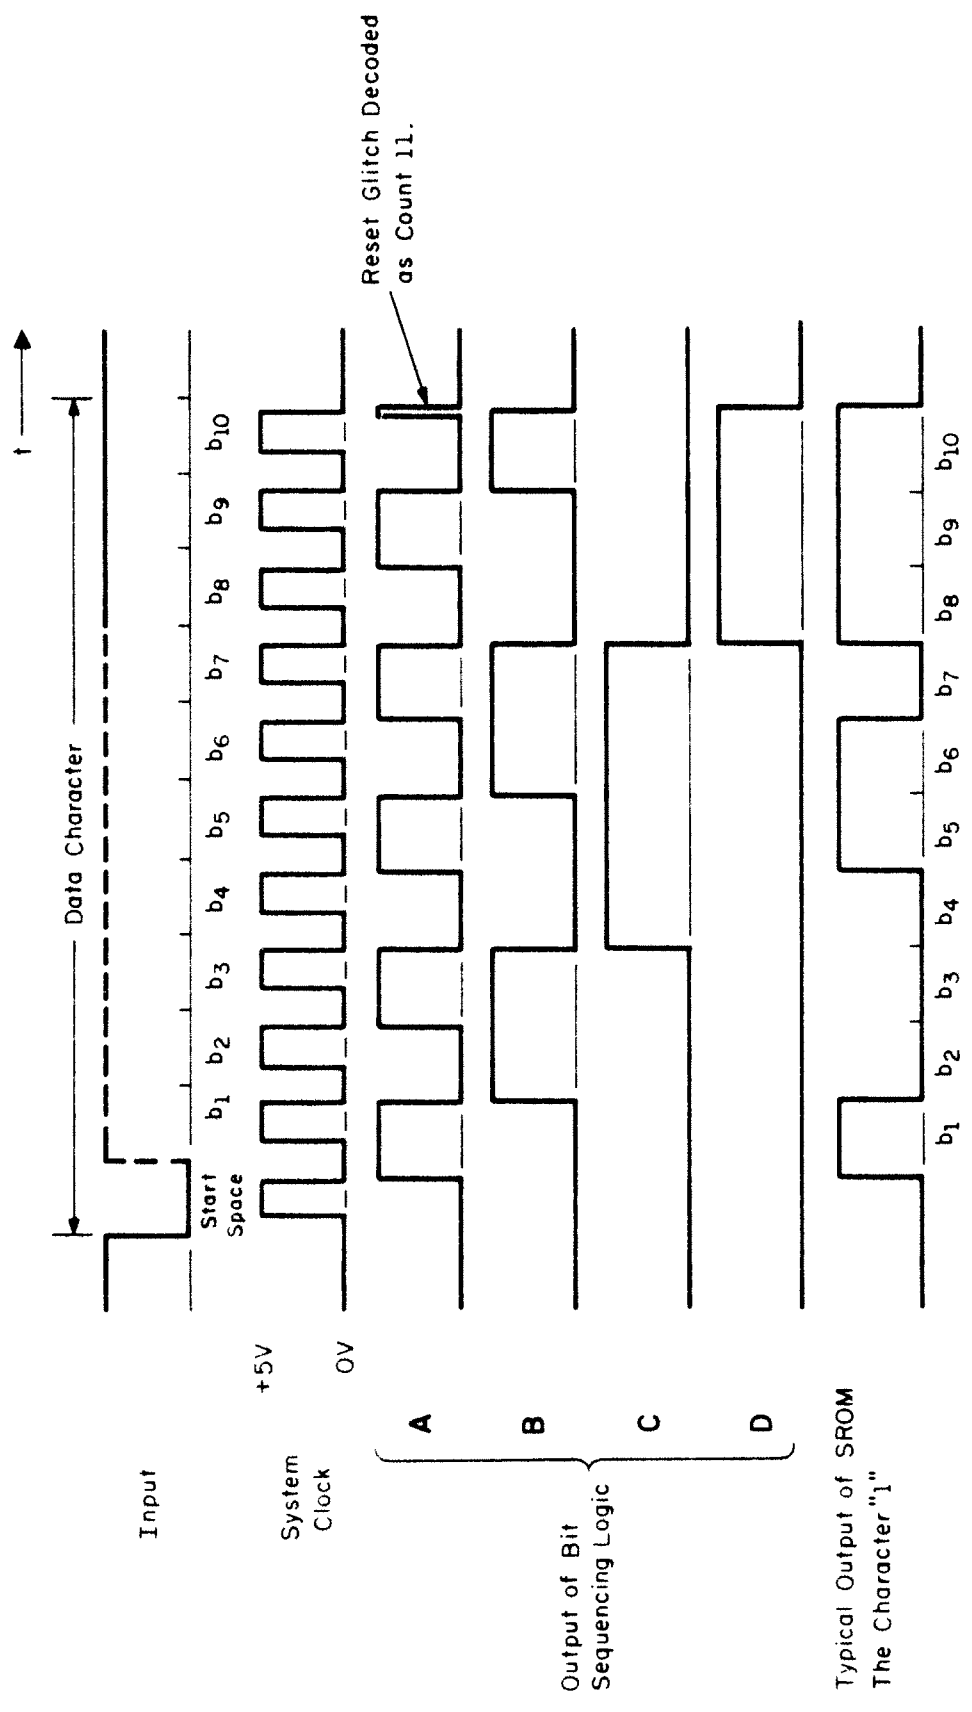 t
Data Character
Input
Start
Space
b1 b2 b3 b4 b5 b6 b7 b8 b9 b10
System
Clock
+5V
0V
Reset Glitch Decoded
as Count 11.
Output of Bit
Sequencing Logic
A
B
C
D
Typical Output of SROM
The Character "1"
b1 b2 b3 b4 b5 b6 b7 b8 b9 b10